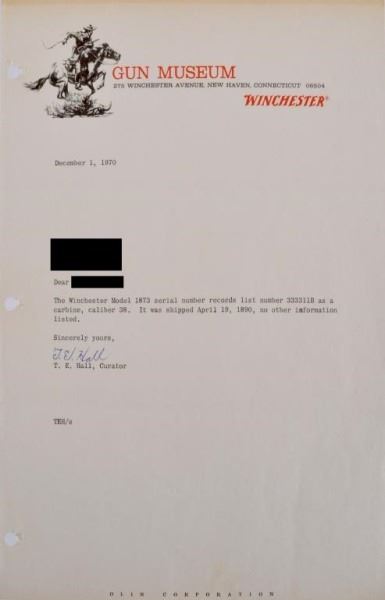 GUN MUSEUM
275 WINCHESTER AVENUE, NEW HAVEN, CONNECTICUT 06504
WINCHESTER®
December 1, 1970
Dear
The Winchester Model 1873 serial number records list number 333311B as a
carbine, caliber 38. It was shipped April 19, 1890, no other information
listed.
Sincerely yours,
T. E. Hall
T. E. Hall, Curator
TEH/s
OLIN CORPORATION